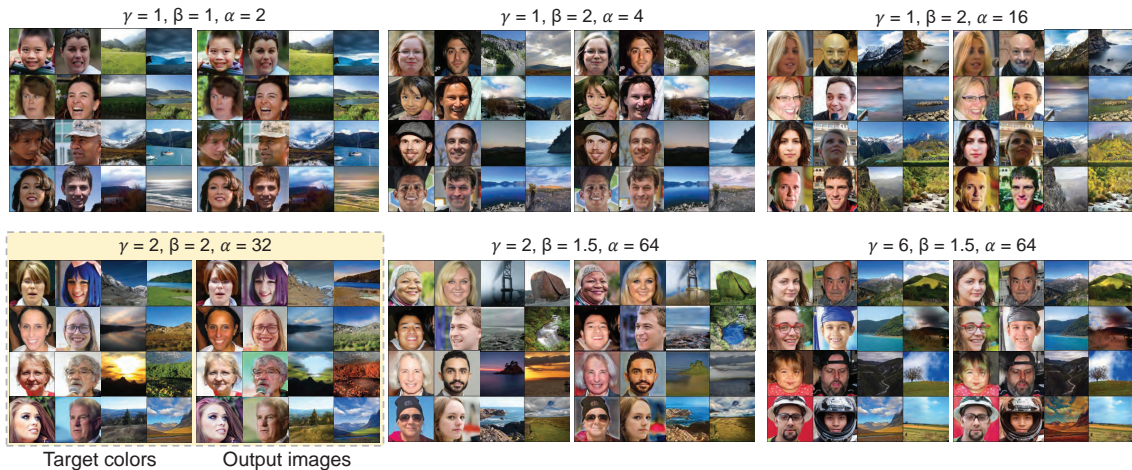 γ = 1, β = 1, α = 2
γ = 1, β = 2, α = 4
γ = 1, β = 2, α = 16
γ = 2, β = 2, α = 32
γ = 2, β = 1.5, α = 64
γ = 6, β = 1.5, α = 64
Target colors
Output images